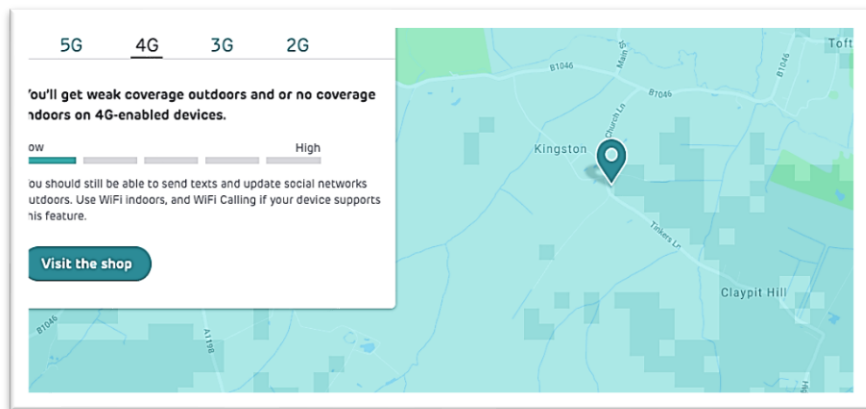 5G 4G 3G 2G
'ou'll get weak coverage outdoors and or no coverage
ndoors on 4G-enabled devices.
ow High
ou should still be able to send texts and update social networks
utdoors. Use WiFi indoors, and WiFi Calling if your device supports
his feature.
Visit the shop
B1046
A1198
B1046
Main S
B1046
Toft
B1046
Church Ln
Kingston
Tinkers Ln
Claypit Hill